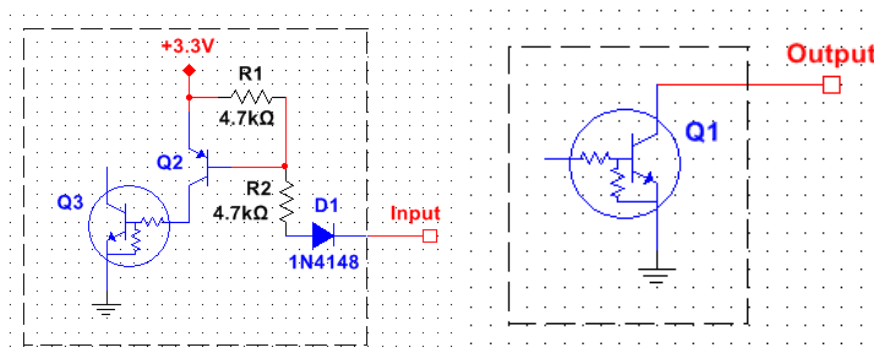 +3.3V
R1
4.7kΩ
Q2
R2
4.7kΩ
Q3
D1
1N4148
Input
Output
Q1